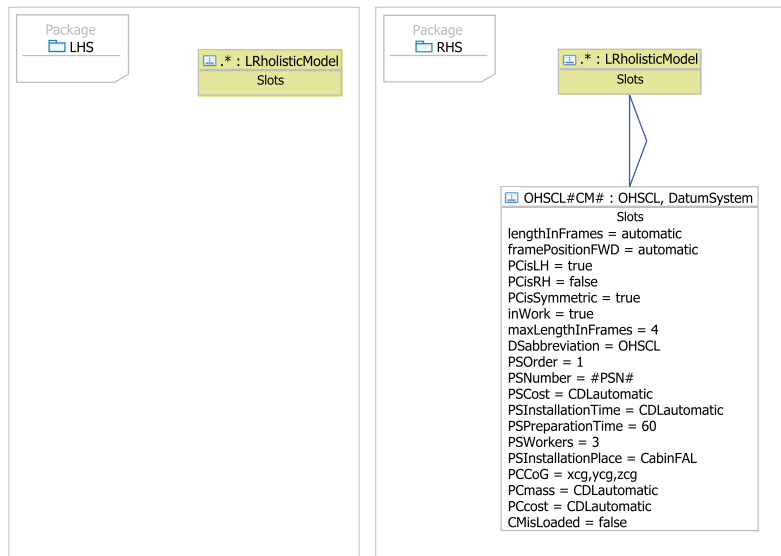 Package
LHS
.* : LRholisticModel
Slots
Package
RHS
.* : LRholisticModel
Slots
OHSCL#CM# : OHSCL, DatumSystem
Slots
lengthInFrames = automatic
framePositionFWD = automatic
PCisLH = true
PCisRH = false
PCisSymmetric = true
inWork = true
maxLengthInFrames = 4
DSabbreviation = OHSCL
PSOrder = 1
PSNumber = #PSN#
PSCost = CDLautomatic
PSInstallationTime = CDLautomatic
PSPreparationTime = 60
PSWorkers = 3
PSInstallationPlace = CabinFAL
PCCoG = xcg,ycg,zcg
PCmass = CDLautomatic
PCcost = CDLautomatic
CMisLoaded = false